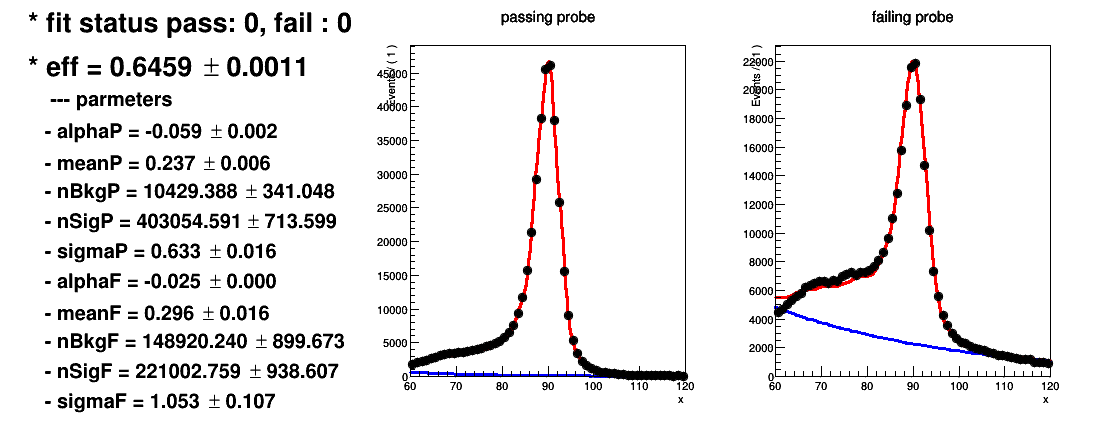 * fit status pass: 0, fail : 0
* eff = 0.6459 ± 0.0011
--- parmeters
- alphaP = -0.059 ± 0.002
- meanP = 0.237 ± 0.006
- nBkgP = 10429.388 ± 341.048
- nSigP = 403054.591 ± 713.599
- sigmaP = 0.633 ± 0.016
- alphaF = -0.025 ± 0.000
- meanF = 0.296 ± 0.016
- nBkgF = 148920.240 ± 899.673
- nSigF = 221002.759 ± 938.607
- sigmaF = 1.053 ± 0.107
passing probe
Events / ( 1 )
45000
40000
35000
30000
25000
20000
15000
10000
5000
0
60 70 80 90 100 110 120
x
failing probe
Events / ( 1 )
22000
20000
18000
16000
14000
12000
10000
8000
6000
4000
2000
0
60 70 80 90 100 110 120
x